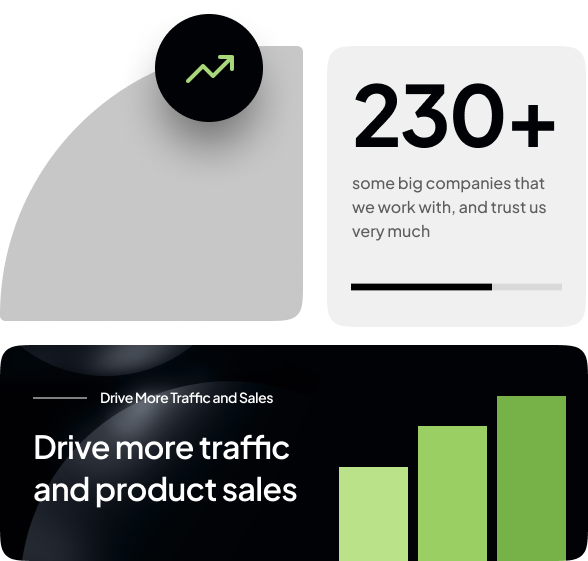 230+
some big companies that
we work with, and trust us
very much
Drive More Traffic and Sales
Drive more traffic
and product sales